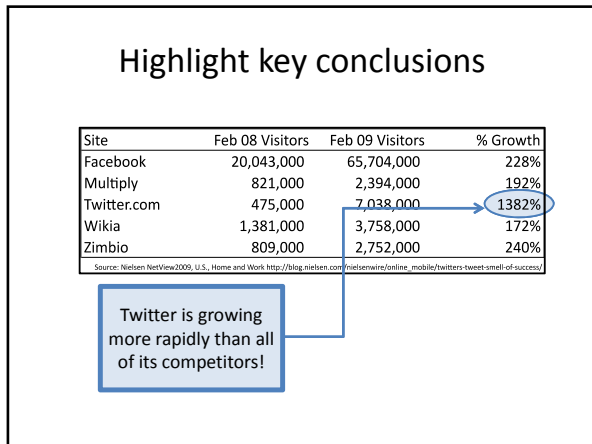 Highlight key conclusions
Site Feb 08 Visitors Feb 09 Visitors % Growth
Facebook 20,043,000 65,704,000 228%
Multiply 821,000 2,394,000 192%
Twitter.com 475,000 7,038,000 1382%
Wikia 1,381,000 3,758,000 172%
Zimbio 809,000 2,752,000 240%
Source: Nielsen NetView2009, U.S., Home and Work http://blog.nielsen.com/nielsenwire/online_mobile/twitters-tweet-smell-of-success/
Twitter is growing
more rapidly than all
of its competitors!